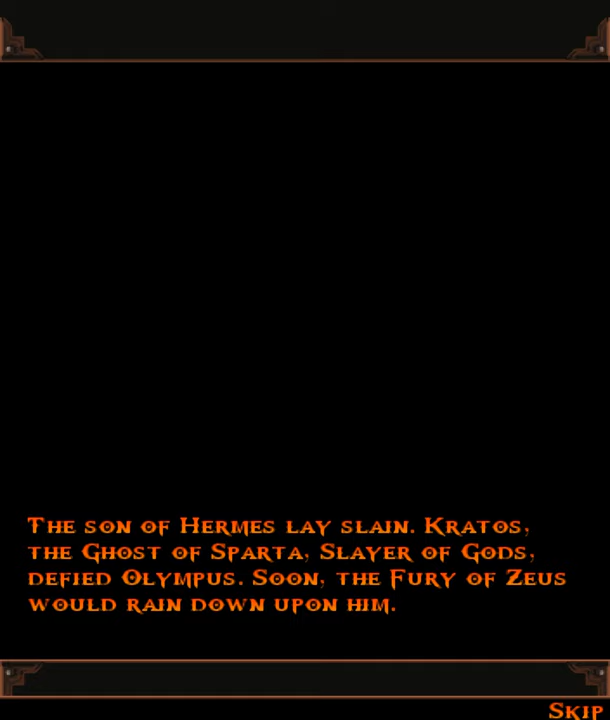 The son of Hermes lay slain. Kratos,
the Ghost of Sparta, Slayer of Gods,
defied Olympus. Soon, the Fury of Zeus
would rain down upon him.
Skip